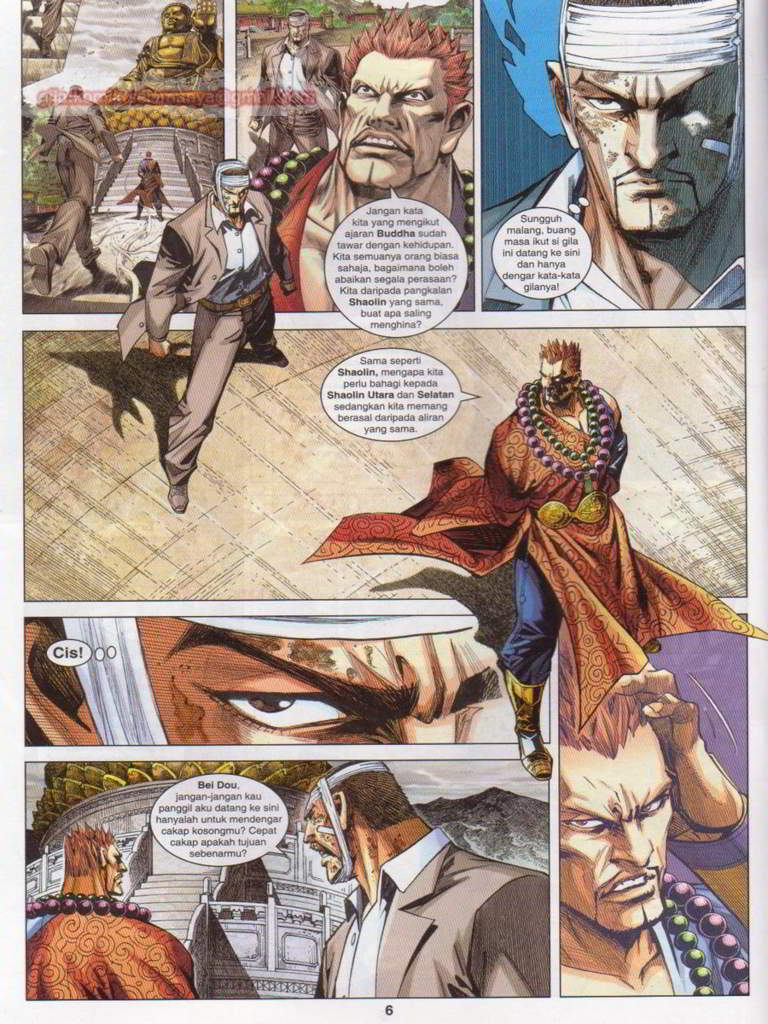 Jangan kata
kita yang mengikut
ajaran Buddha sudah
tawar dengan kehidupan.
Kita semuanya orang biasa
sahaja, bagaimana boleh
abaikan segala perasaan?
Kita daripada pangkalan
Shaolin yang sama,
buat apa saling
menghina?
Sungguh
malang, buang
masa ikut si gila
ini datang ke sini
dan hanya
dengar kata-kata
gilanya!
Sama seperti
Shaolin, mengapa kita
perlu bahagi kepada
Shaolin Utara dan Selatan
sedangkan kita memang
berasal daripada aliran
yang sama.
Cis!
Bei Dou,
jangan-jangan kau
panggil aku datang ke sini
hanyalah untuk mendengar
cakap kosongmu? Cepat
cakap apakah tujuan
sebenarmu?
6